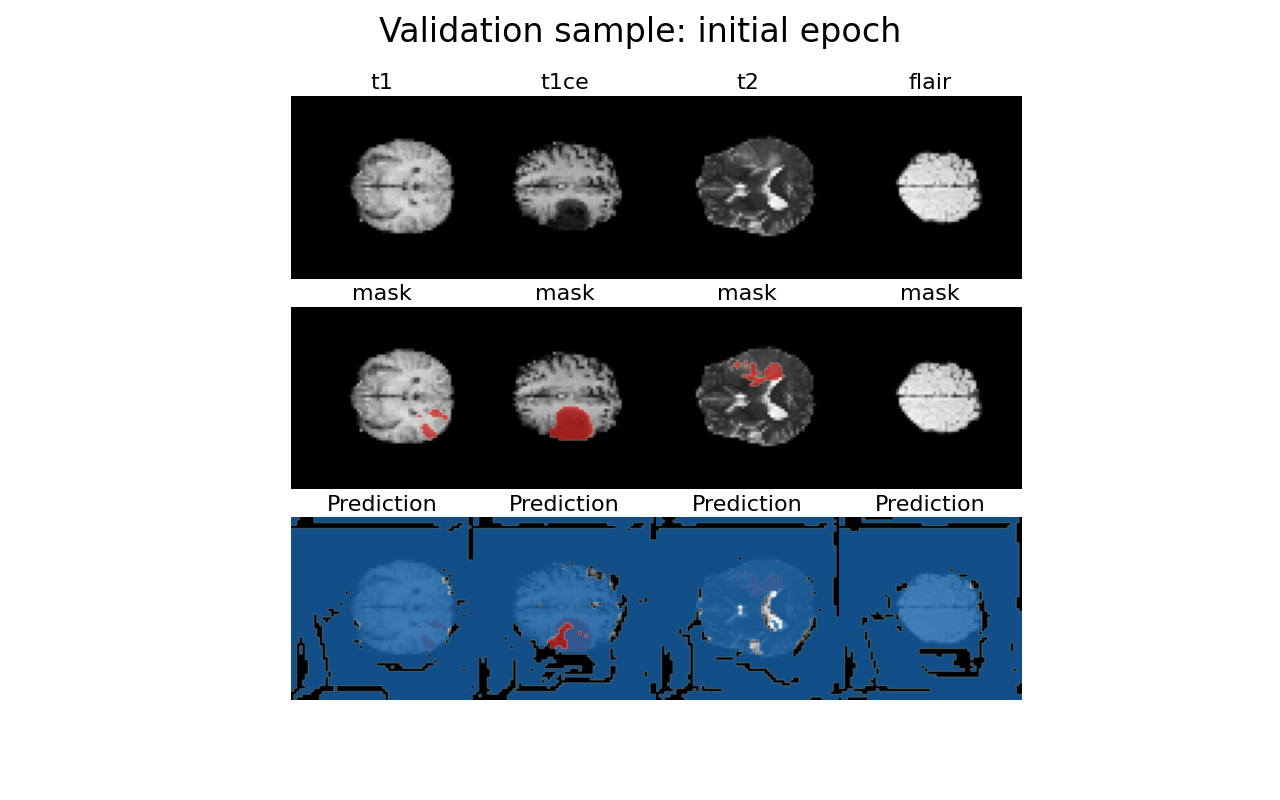 Validation sample: initial epoch
t1 t1ce t2 flair
mask mask mask mask
Prediction Prediction Prediction Prediction